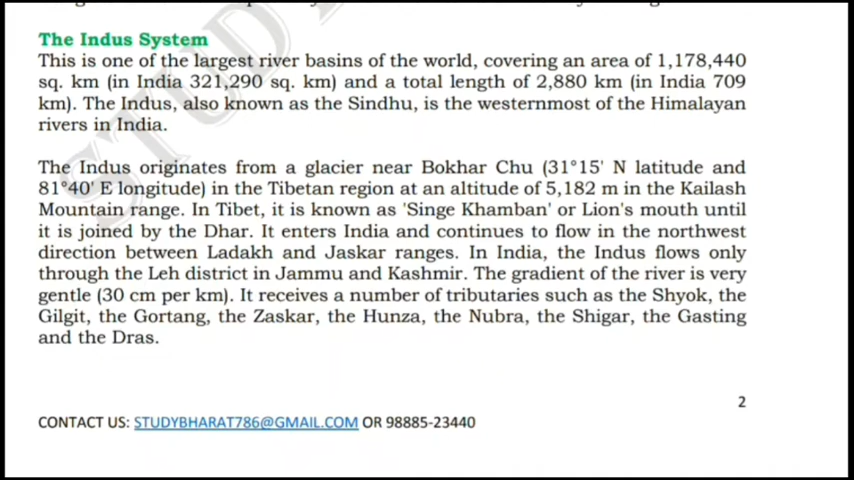 The Indus System
This is one of the largest river basins of the world, covering an area of 1,178,440
sq. km (in India 321,290 sq. km) and a total length of 2,880 km (in India 709
km). The Indus, also known as the Sindhu, is the westernmost of the Himalayan
rivers in India.
The Indus originates from a glacier near Bokhar Chu (31°15' N latitude and
81°40' E longitude) in the Tibetan region at an altitude of 5,182 m in the Kailash
Mountain range. In Tibet, it is known as 'Singe Khamban' or Lion's mouth until
it is joined by the Dhar. It enters India and continues to flow in the northwest
direction between Ladakh and Jaskar ranges. In India, the Indus flows only
through the Leh district in Jammu and Kashmir. The gradient of the river is very
gentle (30 cm per km). It receives a number of tributaries such as the Shyok, the
Gilgit, the Gortang, the Zaskar, the Hunza, the Nubra, the Shigar, the Gasting
and the Dras.
2
CONTACT US: STUDYBHARAT786@GMAIL.COM OR 98885-23440